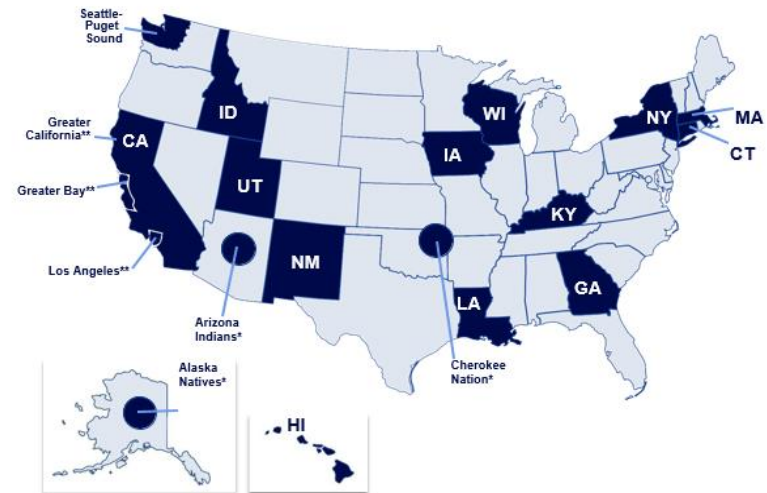 Seattle-
Puget
Sound
Greater
California**
CA
ID
WI
NY
MA
IA
CT
Greater Bay**
UT
KY
Los Angeles**
NM
LA
GA
Arizona
Indians*
Cherokee
Nation*
Alaska
Natives*
HI